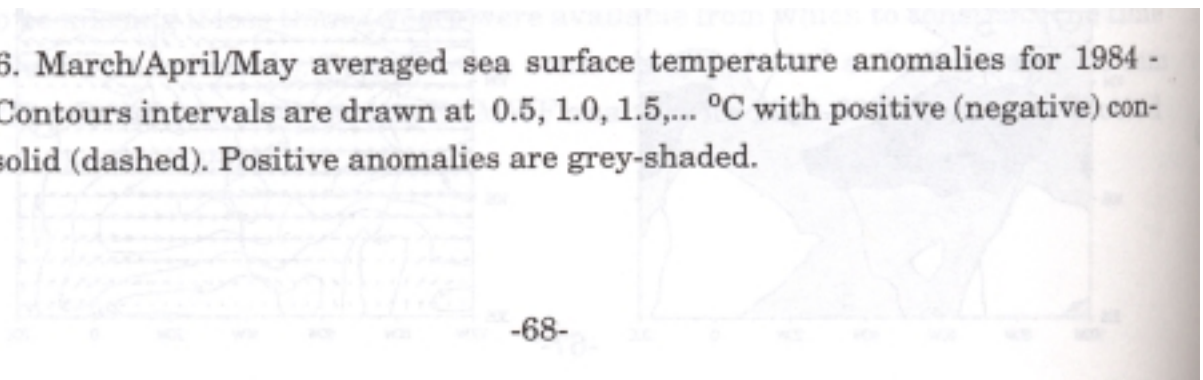 6. March/April/May averaged sea surface temperature anomalies for 1984 -
Contours intervals are drawn at 0.5, 1.0, 1.5,... ºC with positive (negative) con-
solid (dashed). Positive anomalies are grey-shaded.
-68-